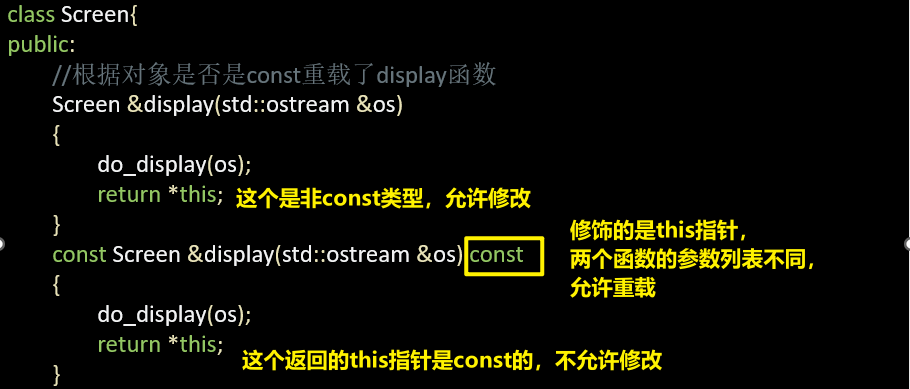 class Screen{
public:
//根据对象是否是const重载了display函数
Screen &display(std::ostream &os)
{
do_display(os);
return *this; 这个是非const类型，允许修改
}
const Screen &display(std::ostream &os) const
修饰的是this指针，
两个函数的参数列表不同，
允许重载
{
do_display(os);
return *this;
这个返回的this指针是const的，不允许修改
}